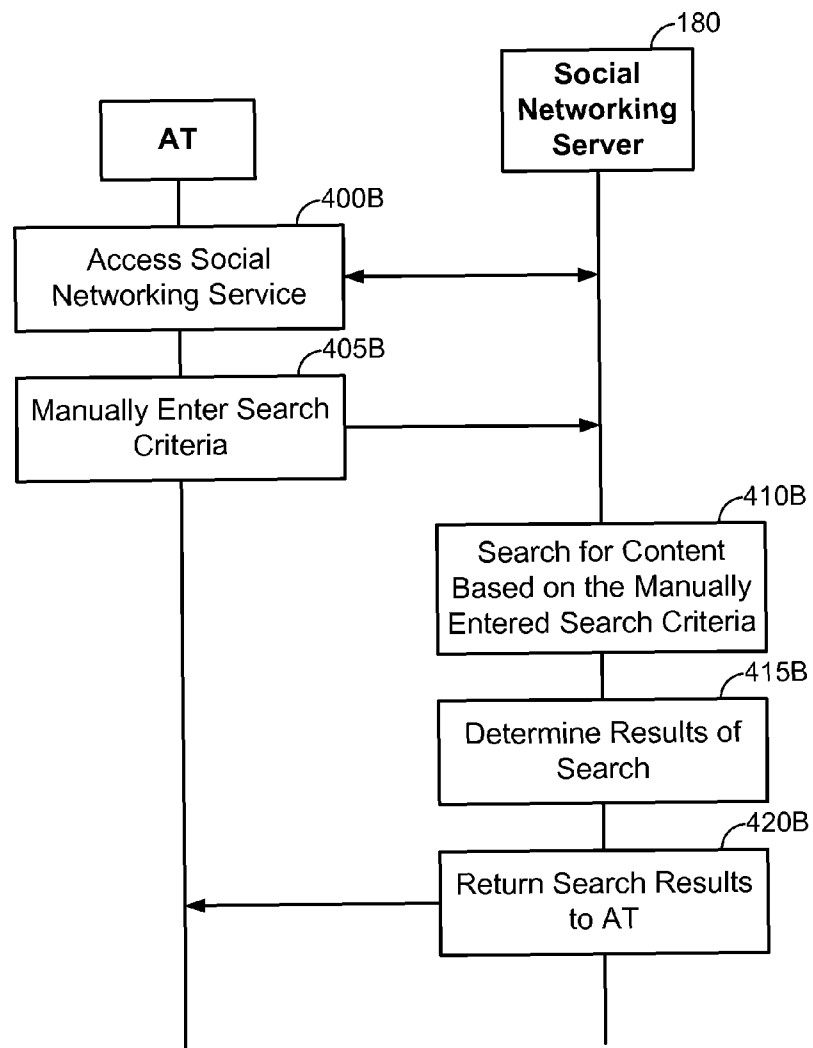 180
Social
Networking
Server
AT
400B
Access Social
Networking Service
405B
Manually Enter Search
Criteria
410B
Search for Content
Based on the Manually
Entered Search Criteria
415B
Determine Results of
Search
420B
Return Search Results
to AT